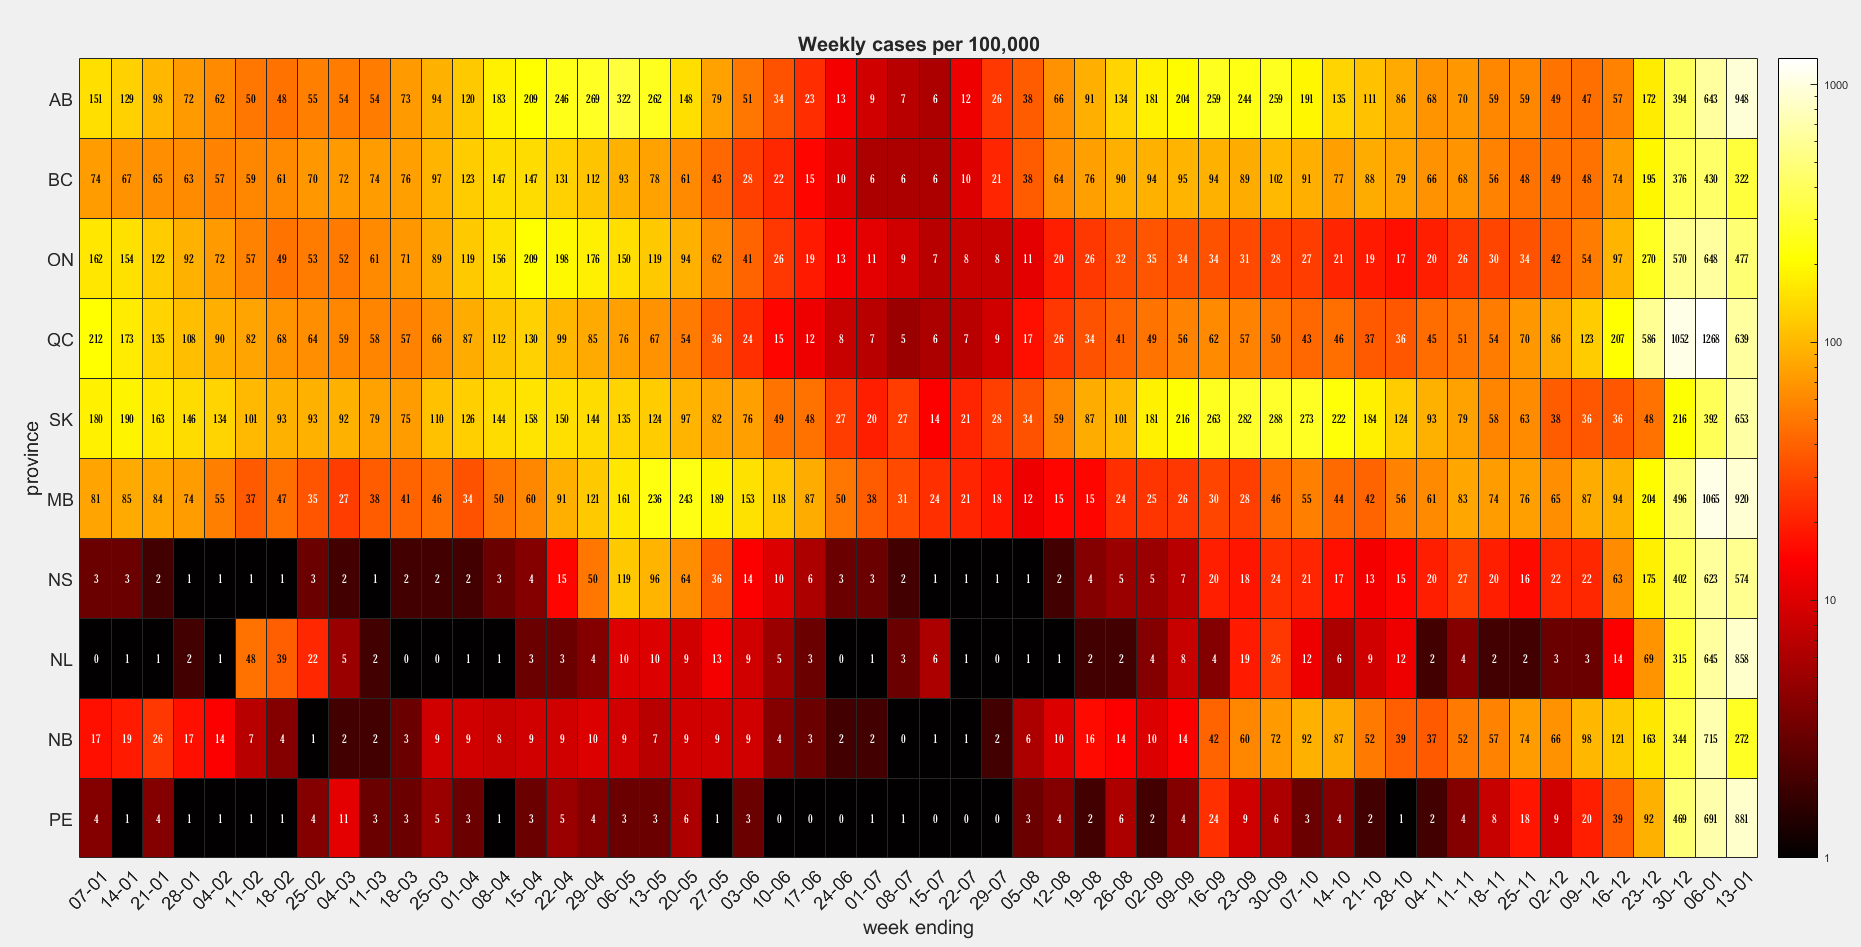 Weekly cases per 100,000
AB 151 129 98 72 62 50 48 55 54 54 73 94 120 183 209 246 269 322 262 148 79 51 34 23 13 9 7 6 12 26 38 66 91 134 181 204 259 244 259 191 135 111 86 68 70 59 59 49 47 57 172 394 643 948
BC 74 67 65 63 57 59 61 70 72 74 76 97 123 147 147 131 112 93 78 61 43 28 22 15 10 6 6 6 10 21 38 64 76 90 94 95 94 89 102 91 77 88 79 66 68 56 48 49 48 74 195 376 430 322
ON 162 154 122 92 72 57 49 53 52 61 71 89 119 156 209 198 176 150 119 94 62 41 26 19 13 11 9 7 8 8 11 20 26 32 35 34 34 31 28 27 21 19 17 20 26 30 34 42 54 97 270 570 648 477
QC 212 173 135 108 90 82 68 64 59 58 57 66 87 112 130 99 85 76 67 54 36 24 15 12 8 7 5 6 7 9 17 26 34 41 49 56 62 57 50 43 46 37 36 45 51 54 70 86 123 207 586 1052 1268 639
SK 180 190 163 146 134 101 93 93 92 79 75 110 126 144 158 150 144 135 124 97 82 76 49 48 27 20 27 14 21 28 34 59 87 101 181 216 263 282 288 273 222 184 124 93 79 58 63 38 36 36 48 216 392 653
MB 81 85 84 74 55 37 47 35 27 38 41 46 34 50 60 91 121 161 236 243 189 153 118 87 50 38 31 24 21 18 12 15 15 24 25 26 30 28 46 55 44 42 56 61 83 74 76 65 87 94 204 496 1065 920
NS 3 3 2 1 1 1 1 3 2 1 2 2 2 3 4 15 50 119 96 64 36 14 10 6 3 3 2 1 1 1 1 2 4 5 5 7 20 18 24 21 17 13 15 20 27 20 16 22 22 63 175 402 623 574
NL 0 1 1 2 1 48 39 22 5 2 0 0 1 1 3 3 4 10 10 9 13 9 5 3 0 1 3 6 1 0 1 1 2 2 4 8 4 19 26 12 6 9 12 2 4 2 2 3 3 14 69 315 645 858
NB 17 19 26 17 14 7 4 1 2 2 3 9 9 8 9 9 10 9 7 9 9 9 4 3 2 2 0 1 1 2 6 10 16 14 10 14 42 60 72 92 87 52 39 37 52 57 74 66 98 121 163 344 715 272
PE 4 1 4 1 1 1 1 4 11 3 3 5 3 1 3 5 4 3 3 6 1 3 0 0 0 1 1 0 0 0 3 4 2 6 2 4 24 9 6 3 4 2 1 2 4 8 18 9 20 39 92 469 691 881
province
07-01 14-01 21-01 28-01 04-02 11-02 18-02 25-02 04-03 11-03 18-03 25-03 01-04 08-04 15-04 22-04 29-04 06-05 13-05 20-05 27-05 03-06 10-06 17-06 24-06 01-07 08-07 15-07 22-07 29-07 05-08 12-08 19-08 26-08 02-09 09-09 16-09 23-09 30-09 07-10 14-10 21-10 28-10 04-11 11-11 18-11 25-11 02-12 09-12 16-12 23-12 30-12 06-01 13-01
week ending
1000
100
10
1